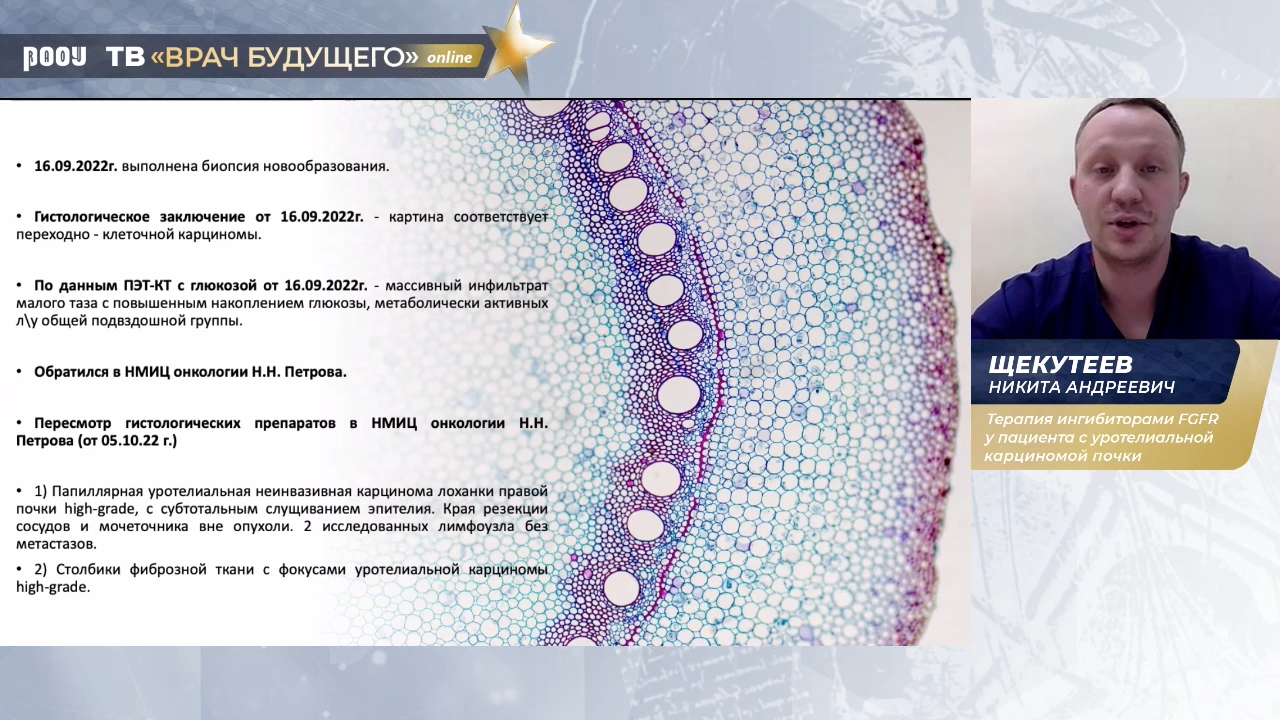 РООУ ТВ «ВРАЧ БУДУЩЕГО» online
• 16.09.2022г. выполнена биопсия новообразования.
• Гистологическое заключение от 16.09.2022г. - картина соответствует
переходно - клеточной карциномы.
• По данным ПЭТ-КТ с глюкозой от 16.09.2022г. - массивный инфильтрат
малого таза с повышенным накоплением глюкозы, метаболически активных
л\у общей подвздошной группы.
• Обратился в НМИЦ онкологии Н.Н. Петрова.
• Пересмотр гистологических препаратов в НМИЦ онкологии Н.Н.
Петрова (от 05.10.22 г.)
• 1) Папиллярная уротелиальная неинвазивная карцинома лоханки правой
почки high-grade, с субтотальным слущиванием эпителия. Края резекции
сосудов и мочеточника вне опухоли. 2 исследованных лимфоузла без
метастазов.
• 2) Столбики фиброзной ткани с фокусами уротелиальной карциномы
high-grade.
ЩЕКУТЕЕВ
НИКИТА АНДРЕЕВИЧ
Терапия ингибиторами FGFR
у пациента с уротелиальной
карциномой почки